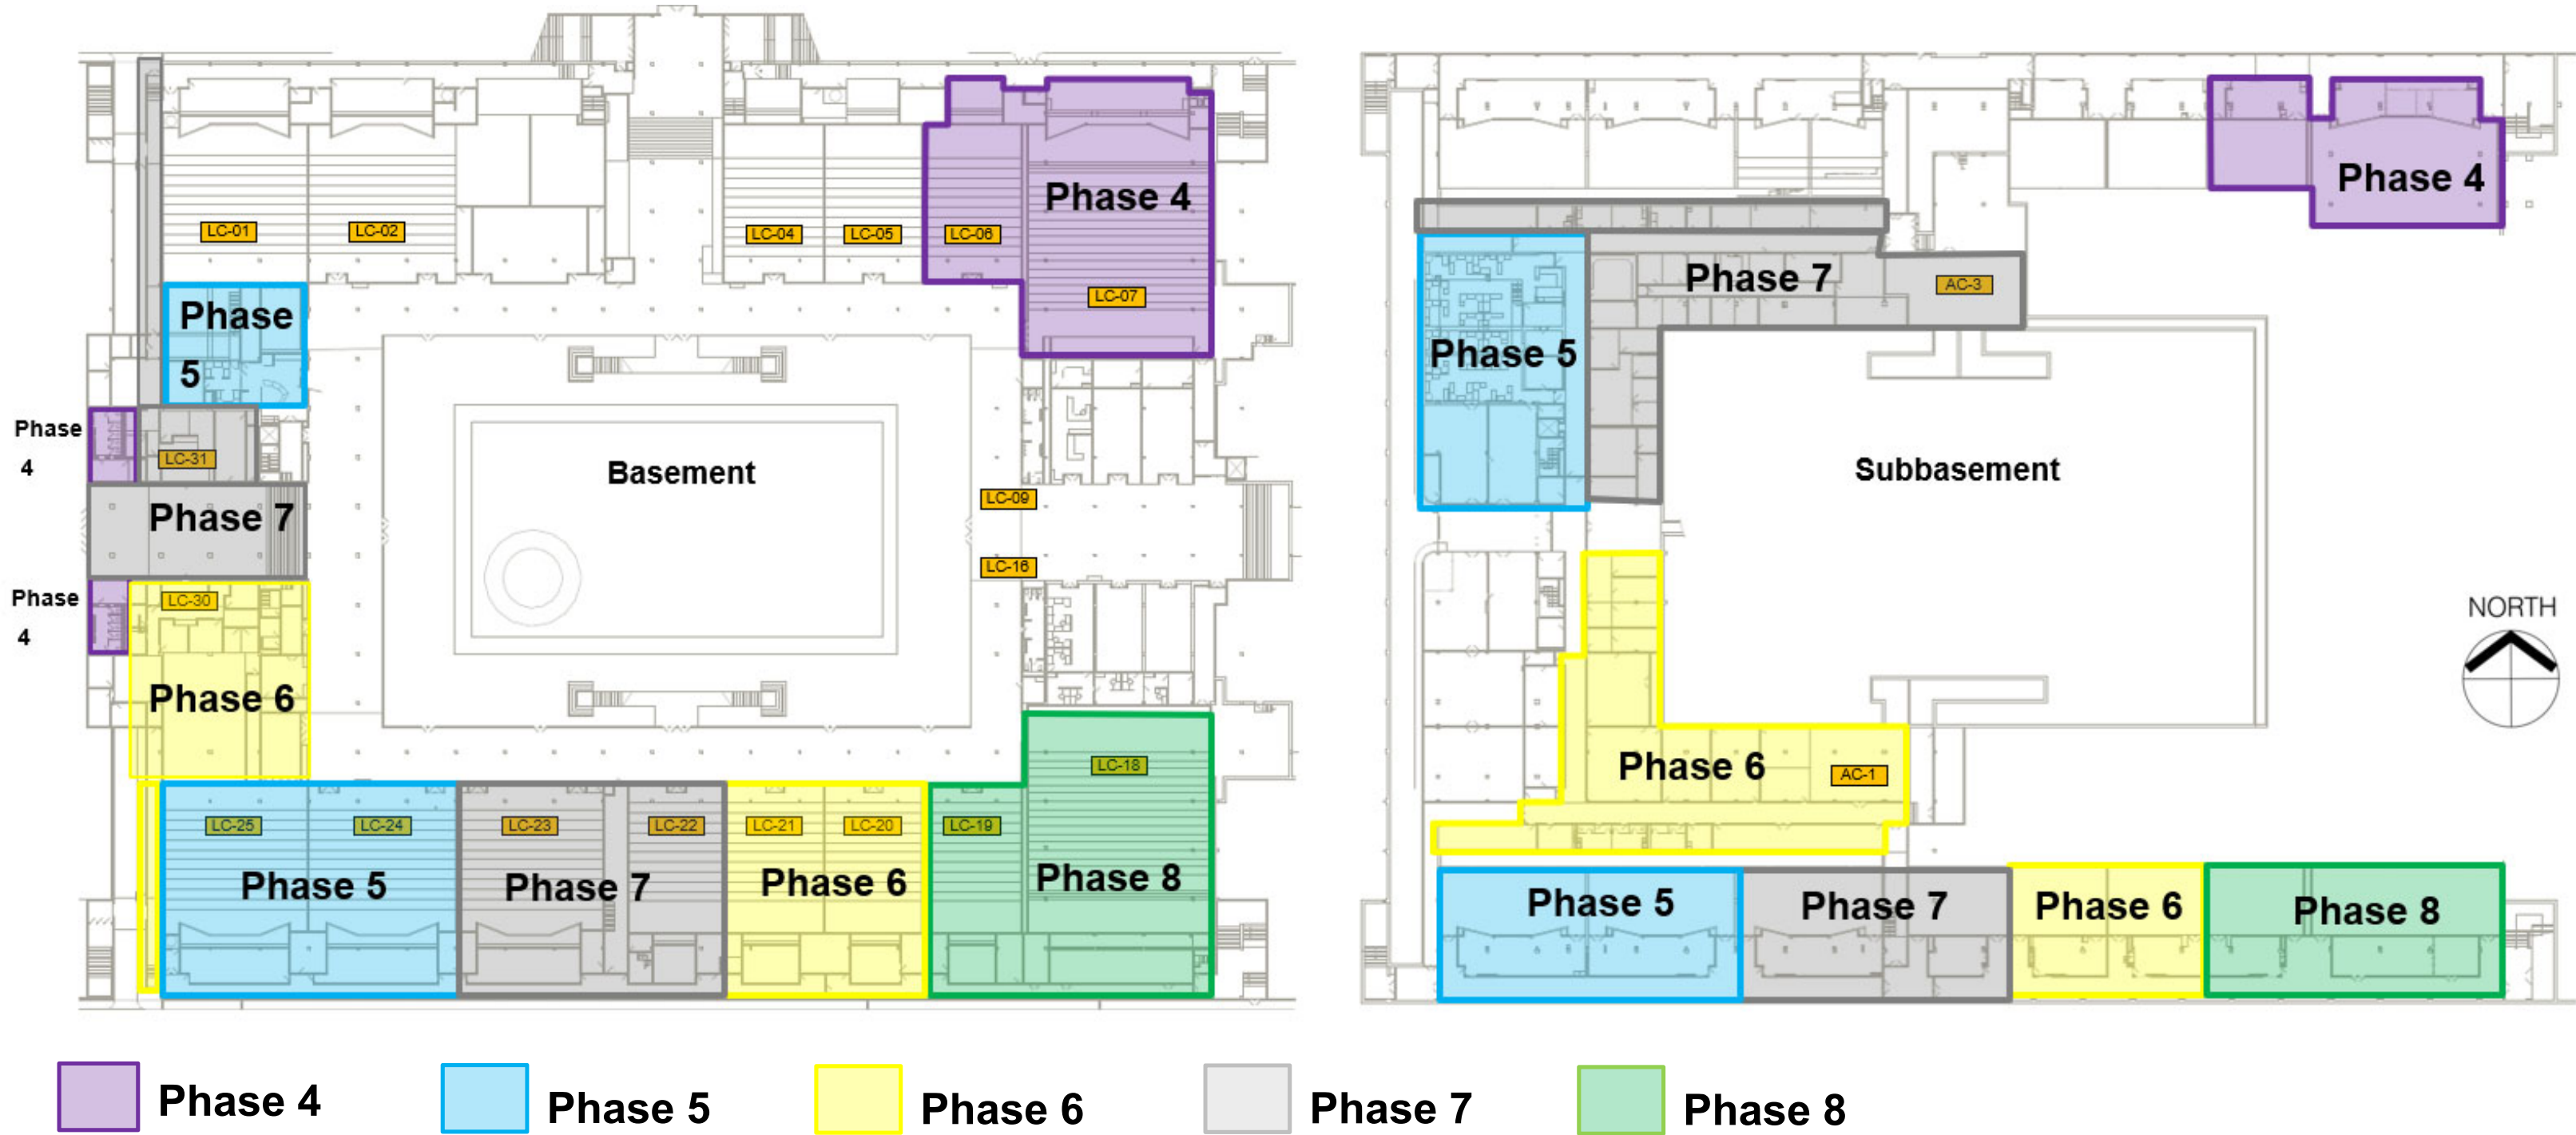 Phase 4
LC-01
LC-02
LC-04
LC-05
LC-06
LC-07
Phase
5
Phase
4
LC-31
Phase 7
Basement
LC-09
LC-16
Phase
4
LC-30
Phase 6
LC-18
LC-25
LC-24
LC-23
LC-22
LC-21
LC-20
LC-19
Phase 5
Phase 7
Phase 6
Phase 8
Phase 4
Phase 7
AC-3
Phase 5
Subbasement
NORTH
Phase 6
AC-1
Phase 5
Phase 7
Phase 6
Phase 8
Phase 4
Phase 5
Phase 6
Phase 7
Phase 8